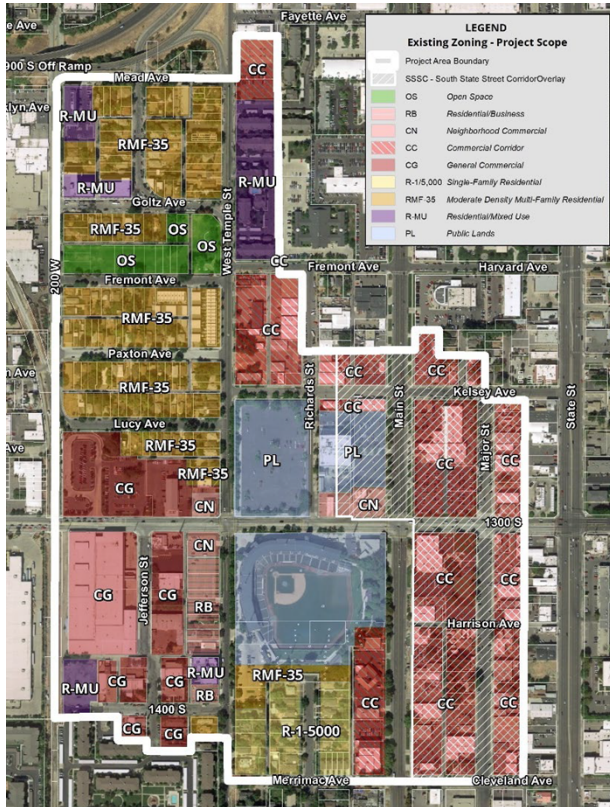 Fayette Ave
900 S Off Ramp
Mead Ave
LEGEND
Existing Zoning - Project Scope
Project Area Boundary
SSSC - South State Street CorridorOverlay
OS Open Space
RB Residential/Business
CN Neighborhood Commercial
CC Commercial Corridor
CG General Commercial
R-1/5,000 Single-Family Residential
RMF-35 Moderate Density Multi-Family Residential
R-MU Residential/Mixed Use
PL Public Lands
CC
klyn Ave
R-MU
RMF-35
R-MU
R-MU
Goltz Ave
West Temple St
RMF-35
OS
OS
OS
200 W
CC
Fremont Ave
Fremont Ave
Harvard Ave
RMF-35
CC
Paxton Ave
RMF-35
Richards St
CC
Main St
CC
Kelsey Ave
State St
Lucy Ave
CC
RMF-35
PL
PL
CC
Major St
CC
CG
RMF-35
CN
CN
1300 S
CN
CG
Jefferson St
CG
RB
CC
CC
Harrison Ave
R-MU
CG
CG
R-MU
RB
RMF-35
CC
CC
CC
1400 S
R-1-5000
CG
CG
Merrimac Ave
Cleveland Ave